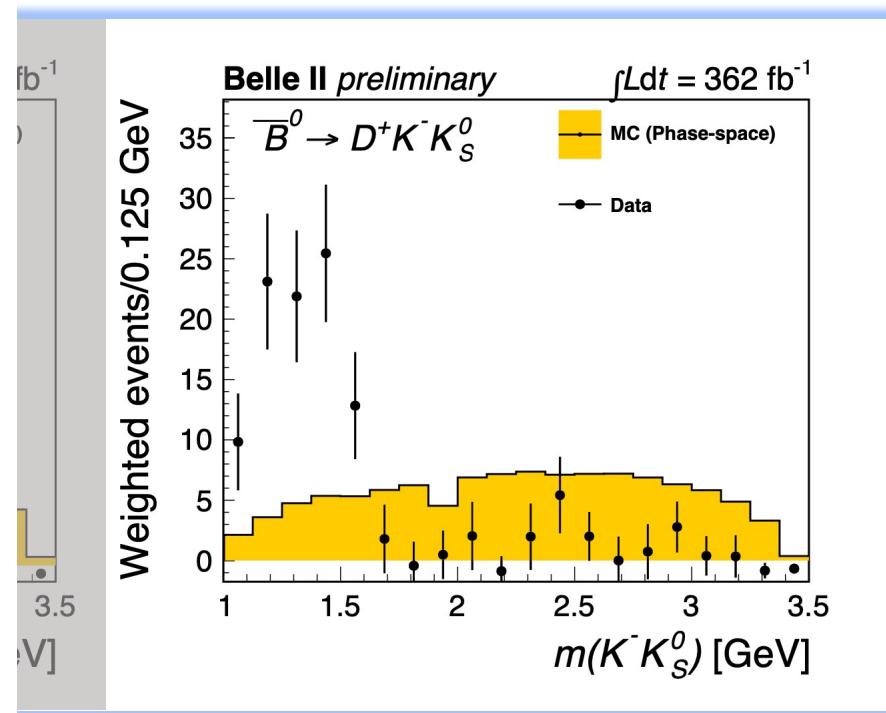 fb⁻¹
)
3.5
eV]
Belle II preliminary ∫Ldt = 362 fb⁻¹
B̅⁰ → D⁺K⁻K⁰_S
MC (Phase-space)
Data
Weighted events/0.125 GeV
35
30
25
20
15
10
5
0
1 1.5 2 2.5 3 3.5
m(K⁻K⁰_S) [GeV]